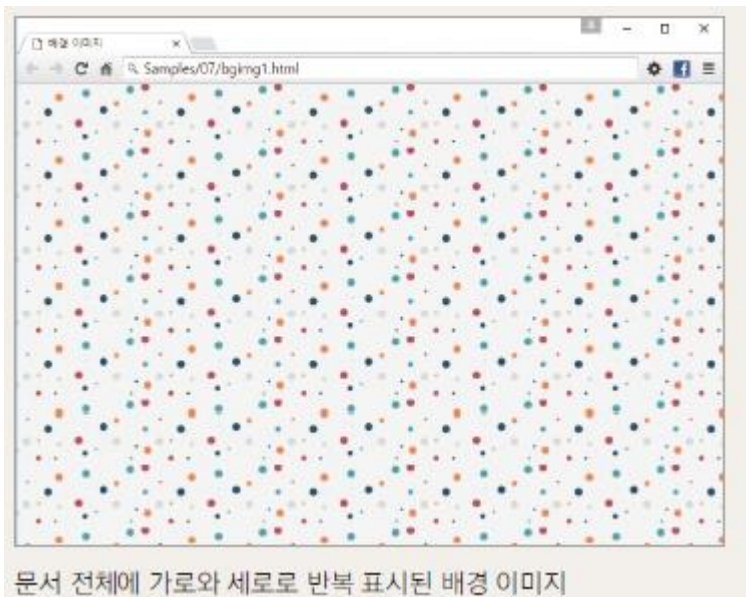 배경 이미지
Samples/07/bgimg1.html
문서 전체에 가로와 세로로 반복 표시된 배경 이미지